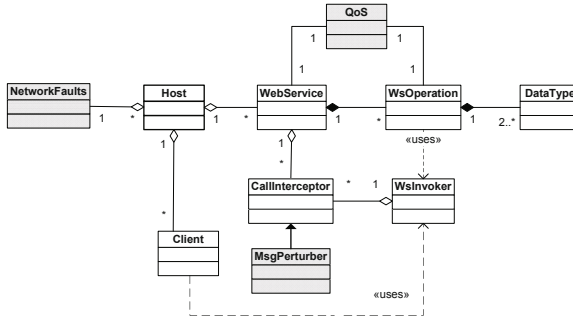 QoS
1 1
1 1
NetworkFaults Host WebService WsOperation DataType
1 * 1 * 1 * 1 2..*
1 1 * «uses»
*
CallInterceptor * 1 WsInvoker
*
Client
MsgPerturber
«uses»